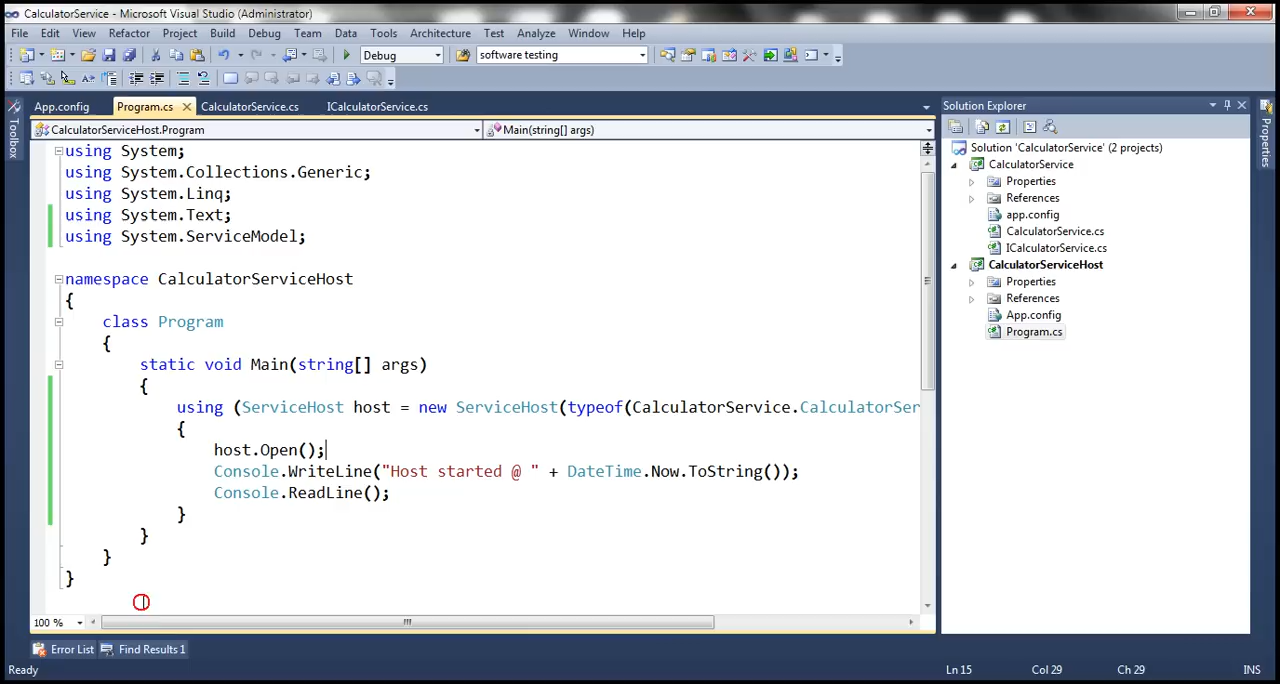 CalculatorService - Microsoft Visual Studio (Administrator)
File Edit View Refactor Project Build Debug Team Data Tools Architecture Test Analyze Window Help
Debug software testing
App.config Program.cs CalculatorService.cs ICalculatorService.cs
CalculatorServiceHost.Program Main(string[] args)
using System;
using System.Collections.Generic;
using System.Linq;
using System.Text;
using System.ServiceModel;
namespace CalculatorServiceHost
{
class Program
{
static void Main(string[] args)
{
using (ServiceHost host = new ServiceHost(typeof(CalculatorService.CalculatorSer
{
host.Open();
Console.WriteLine("Host started @ " + DateTime.Now.ToString());
Console.ReadLine();
}
}
}
}
100 %
Toolbox
Solution Explorer
Solution 'CalculatorService' (2 projects)
CalculatorService
Properties
References
app.config
CalculatorService.cs
ICalculatorService.cs
CalculatorServiceHost
Properties
References
App.config
Program.cs
Properties
Error List Find Results 1
Ready Ln 15 Col 29 Ch 29 INS